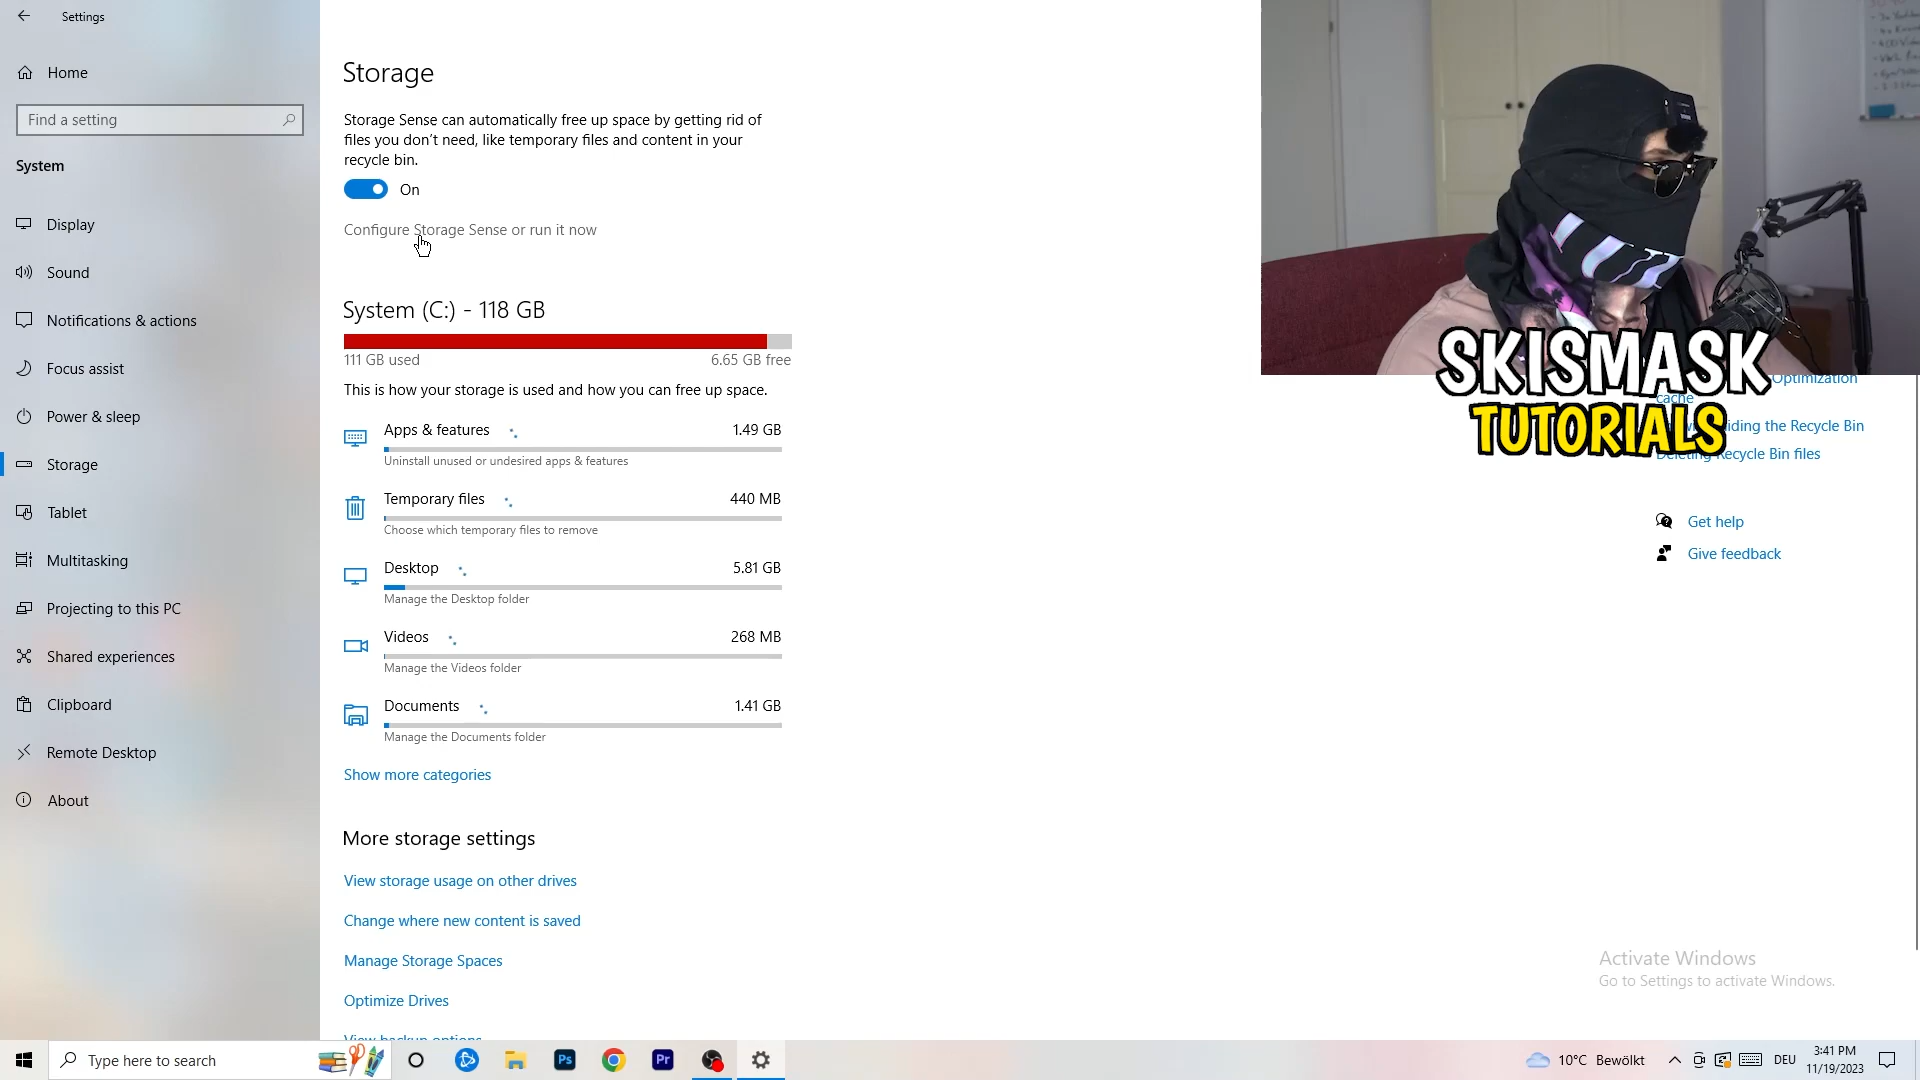 Settings
Home
Find a setting
System
Display
Sound
Notifications & actions
Focus assist
Power & sleep
Storage
Tablet
Multitasking
Projecting to this PC
Shared experiences
Clipboard
Remote Desktop
About
Storage
Storage Sense can automatically free up space by getting rid of
files you don't need, like temporary files and content in your
recycle bin.
On
Configure Storage Sense or run it now
System (C:) - 118 GB
111 GB used 6.65 GB free
This is how your storage is used and how you can free up space.
Apps & features 1.49 GB
Uninstall unused or undesired apps & features
Temporary files 440 MB
Choose which temporary files to remove
Desktop 5.81 GB
Manage the Desktop folder
Videos 268 MB
Manage the Videos folder
Documents 1.41 GB
Manage the Documents folder
Show more categories
More storage settings
View storage usage on other drives
Change where new content is saved
Manage Storage Spaces
Optimize Drives
View backup options
SKISMASK
TUTORIALS
Optimization
cache
the Recycle Bin
Deleting Recycle Bin files
Get help
Give feedback
Activate Windows
Go to Settings to activate Windows.
Type here to search
Ps
Pr
10°C Bewölkt
DEU
3:41 PM
11/19/2023